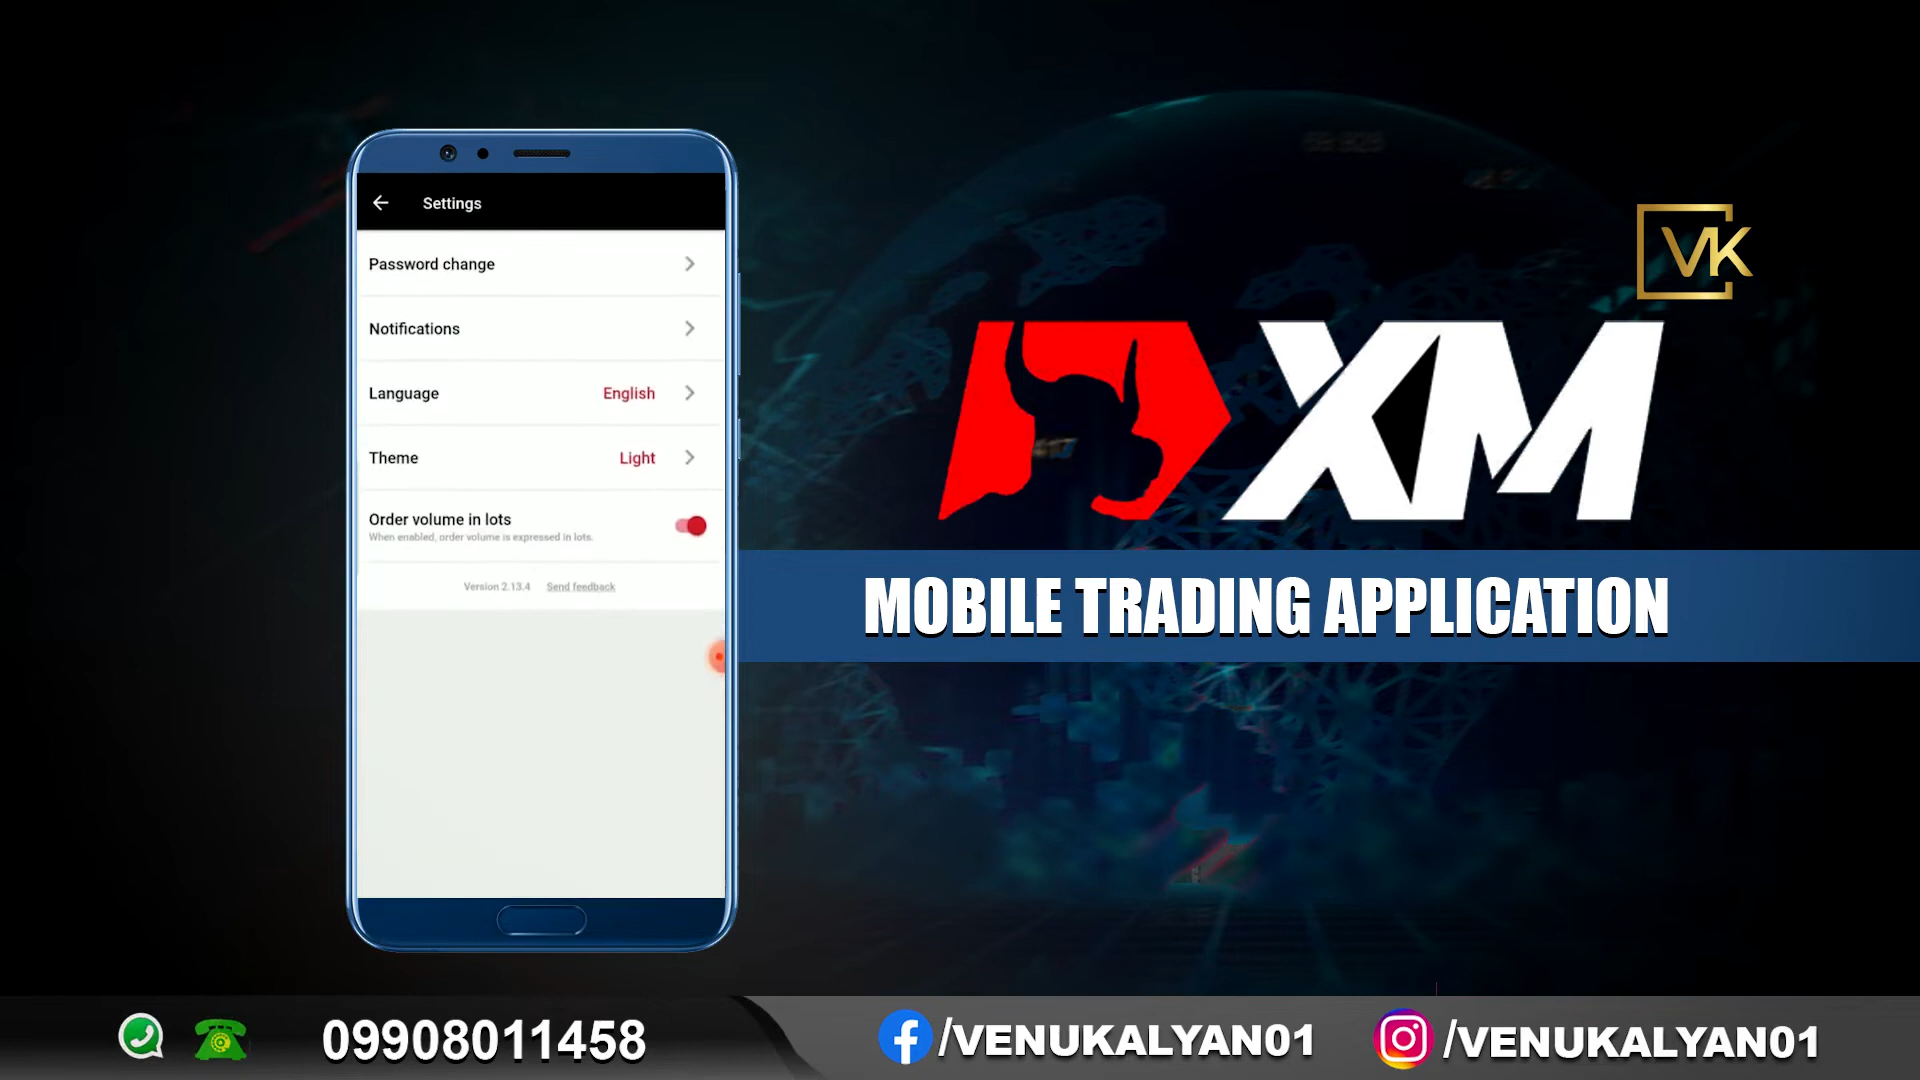 Settings
Password change
Notifications
Language English
Theme Light
Order volume in lots
When enabled, order volume is expressed in lots.
Version 2.13.4 Send feedback
VK
XM
MOBILE TRADING APPLICATION
09908011458
/VENUKALYAN01
/VENUKALYAN01